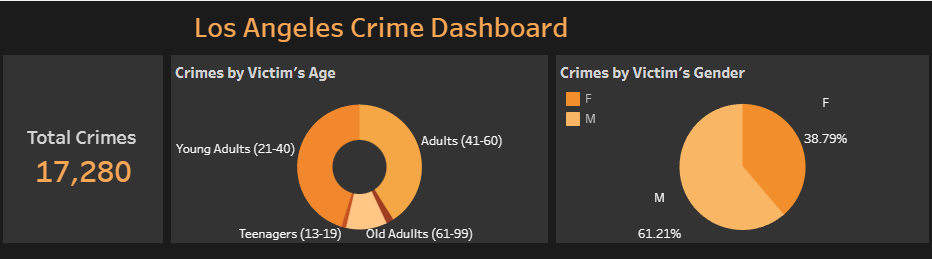 Los Angeles Crime Dashboard
Total Crimes
17,280
Crimes by Victim's Age
Young Adults (21-40)
Adults (41-60)
Teenagers (13-19)
Old Adullts (61-99)
Crimes by Victim's Gender
F
M
F
38.79%
M
61.21%